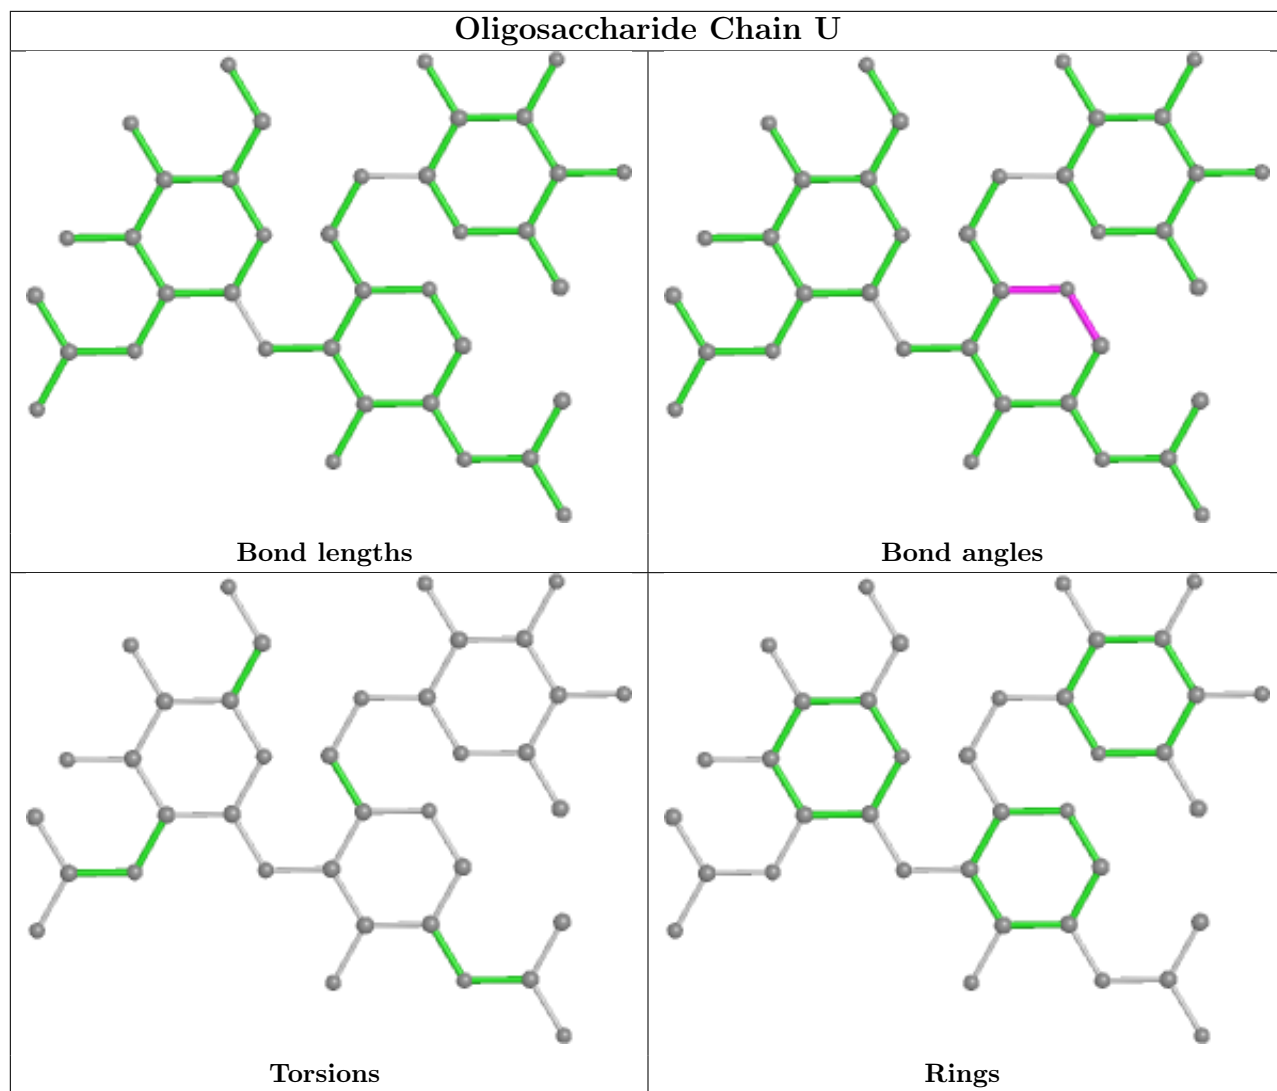 Oligosaccharide Chain U
Bond lengths
Bond angles
Torsions
Rings